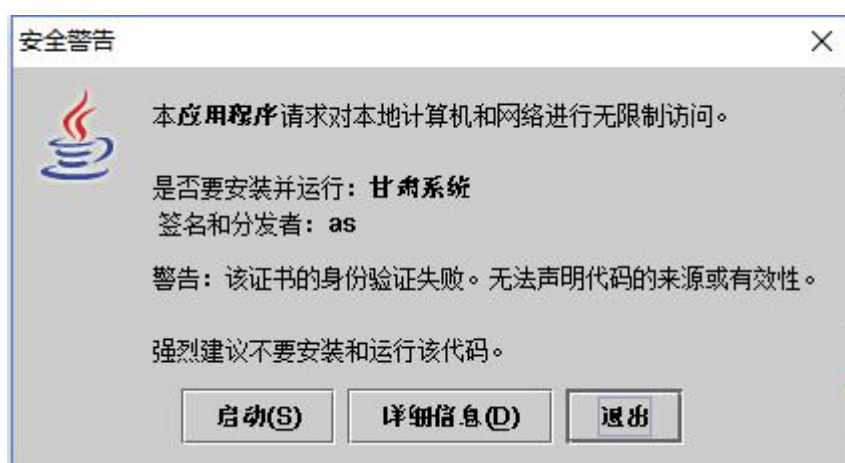 安全警告
本应用程序请求对本地计算机和网络进行无限制访问。
是否要安装并运行：甘肃系统
签名和分发者：as
警告：该证书的身份验证失败。无法声明代码的来源或有效性。
强烈建议不要安装和运行该代码。
启动(S) 详细信息(D) 退出